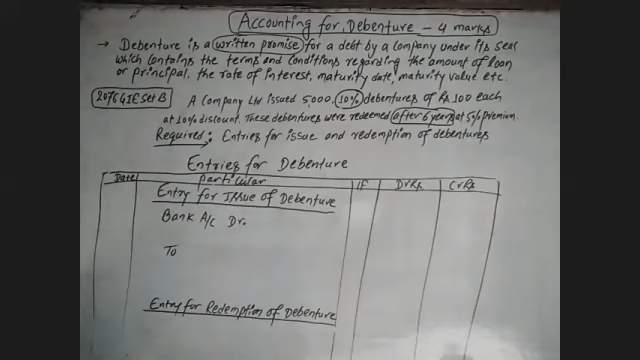 Accounting for Debenture - 4 marks
→ Debenture is a written promise for a debt by a company under its seal
which contains the terms and conditions regarding the amount of loan
or principal, the rate of interest, maturity date, maturity value etc.
2076 GIE Set B A Company Ltd issued 5000, 10% debentures of Rs 100 each
at 10% discount. These debentures were redeemed after 6 years at 5% premium.
Required: Entries for issue and redemption of debentures
Entries for Debenture
Date Particular lF Dr Rs Cr Rs
Entry for Issue of Debenture
Bank A/c Dr.
To
Entry for Redemption of Debenture